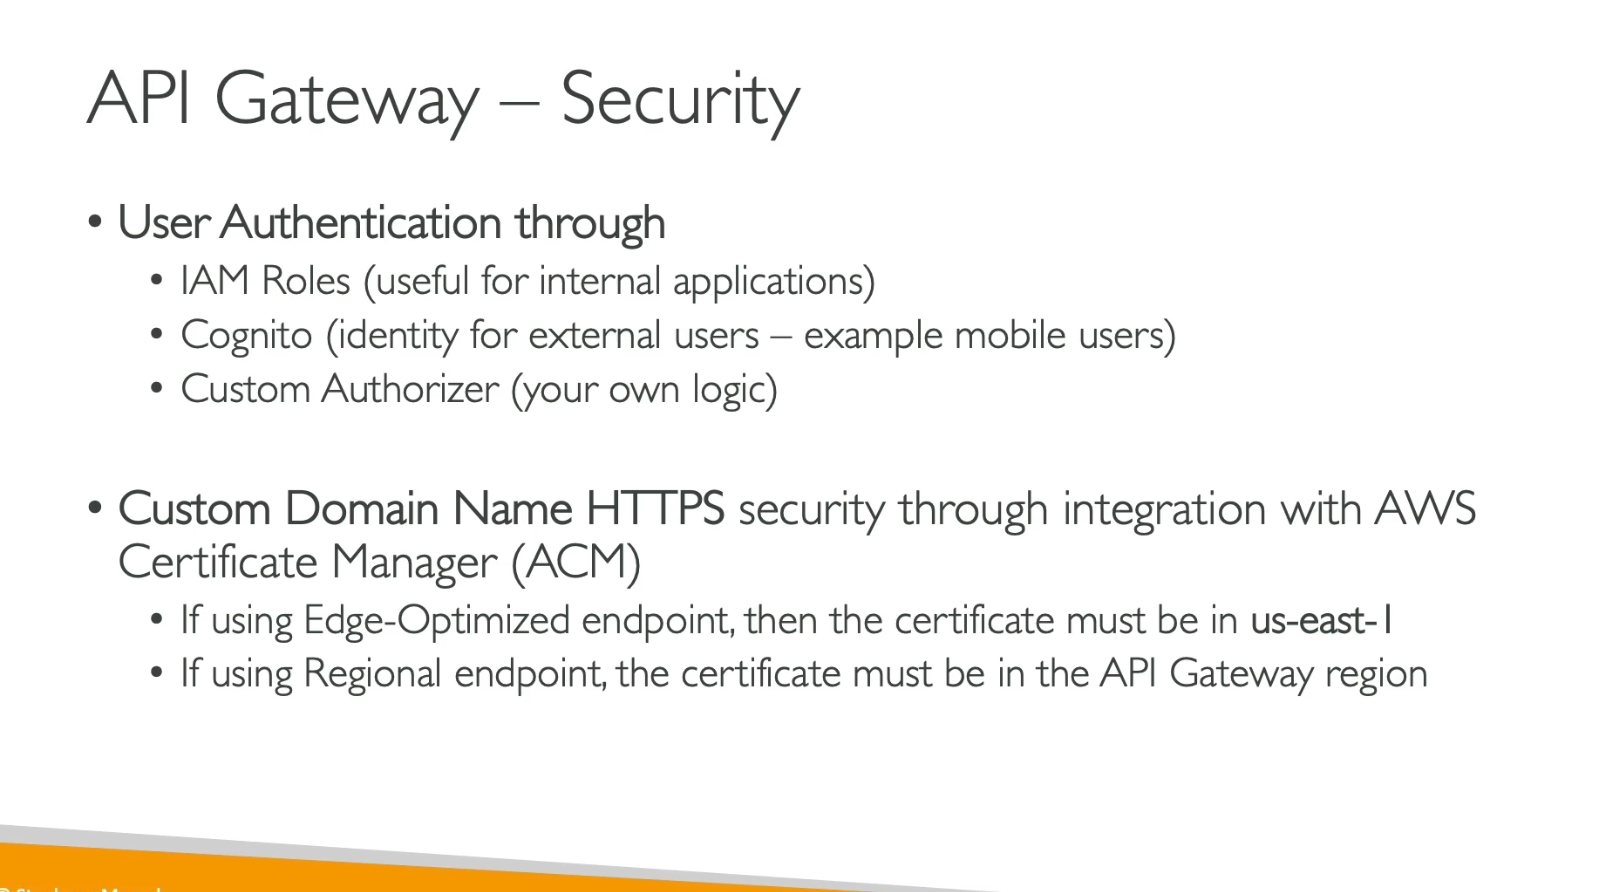 API Gateway – Security
• User Authentication through
• IAM Roles (useful for internal applications)
• Cognito (identity for external users – example mobile users)
• Custom Authorizer (your own logic)
• Custom Domain Name HTTPS security through integration with AWS
Certificate Manager (ACM)
• If using Edge-Optimized endpoint, then the certificate must be in us-east-1
• If using Regional endpoint, the certificate must be in the API Gateway region